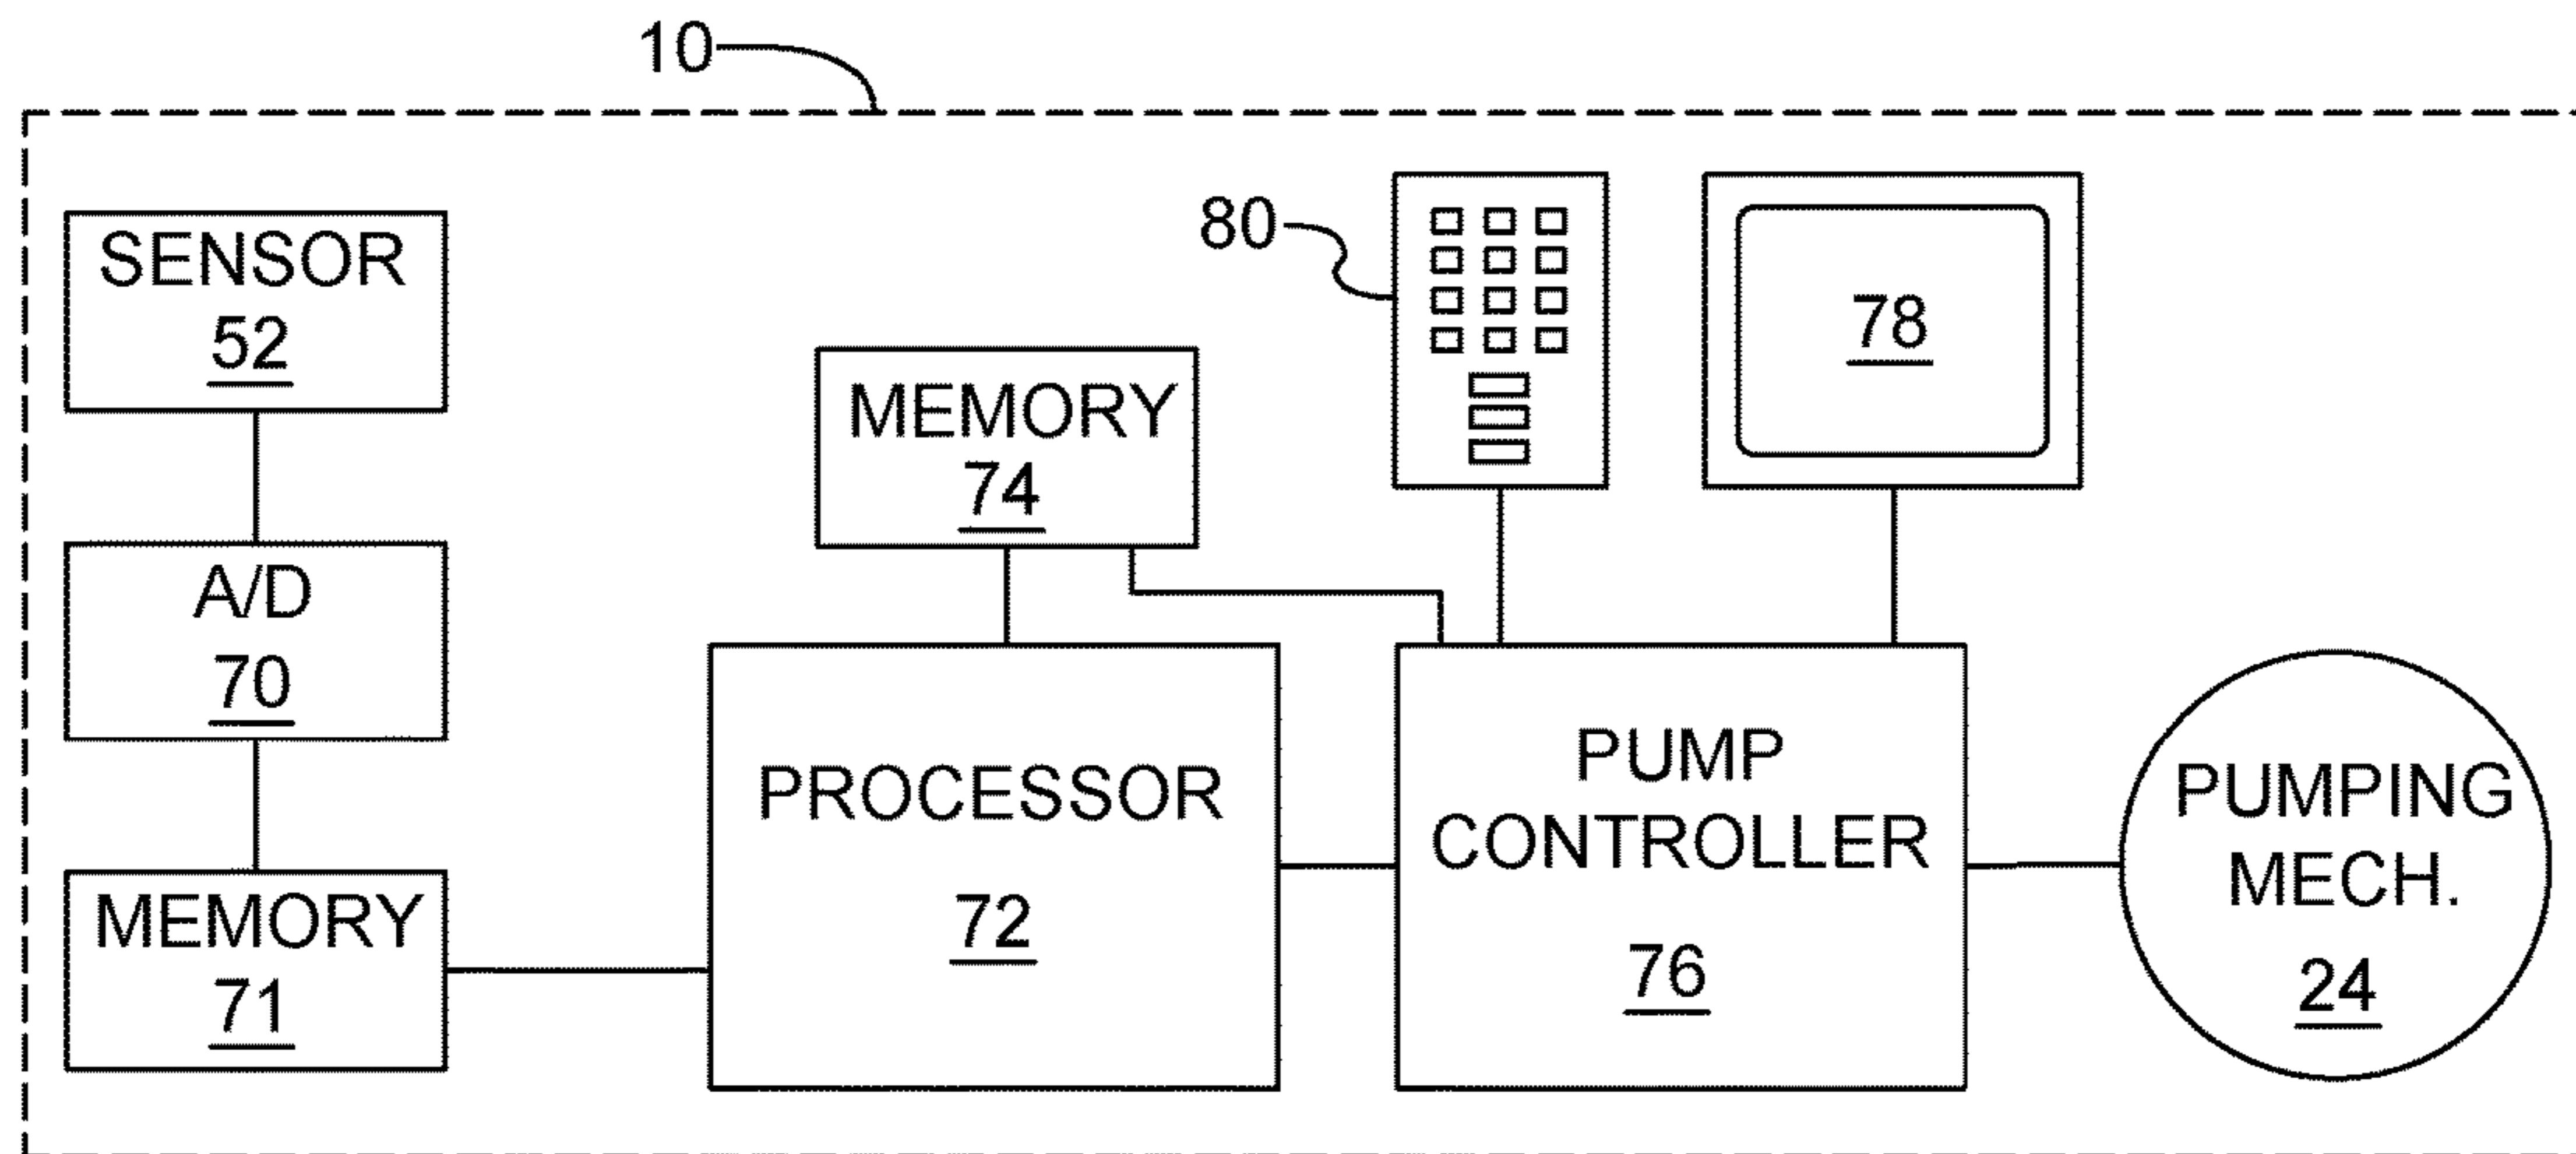 10
SENSOR
52
A/D
70
MEMORY
71
MEMORY
74
PROCESSOR
72
80
78
PUMP
CONTROLLER
76
PUMPING
MECH.
24